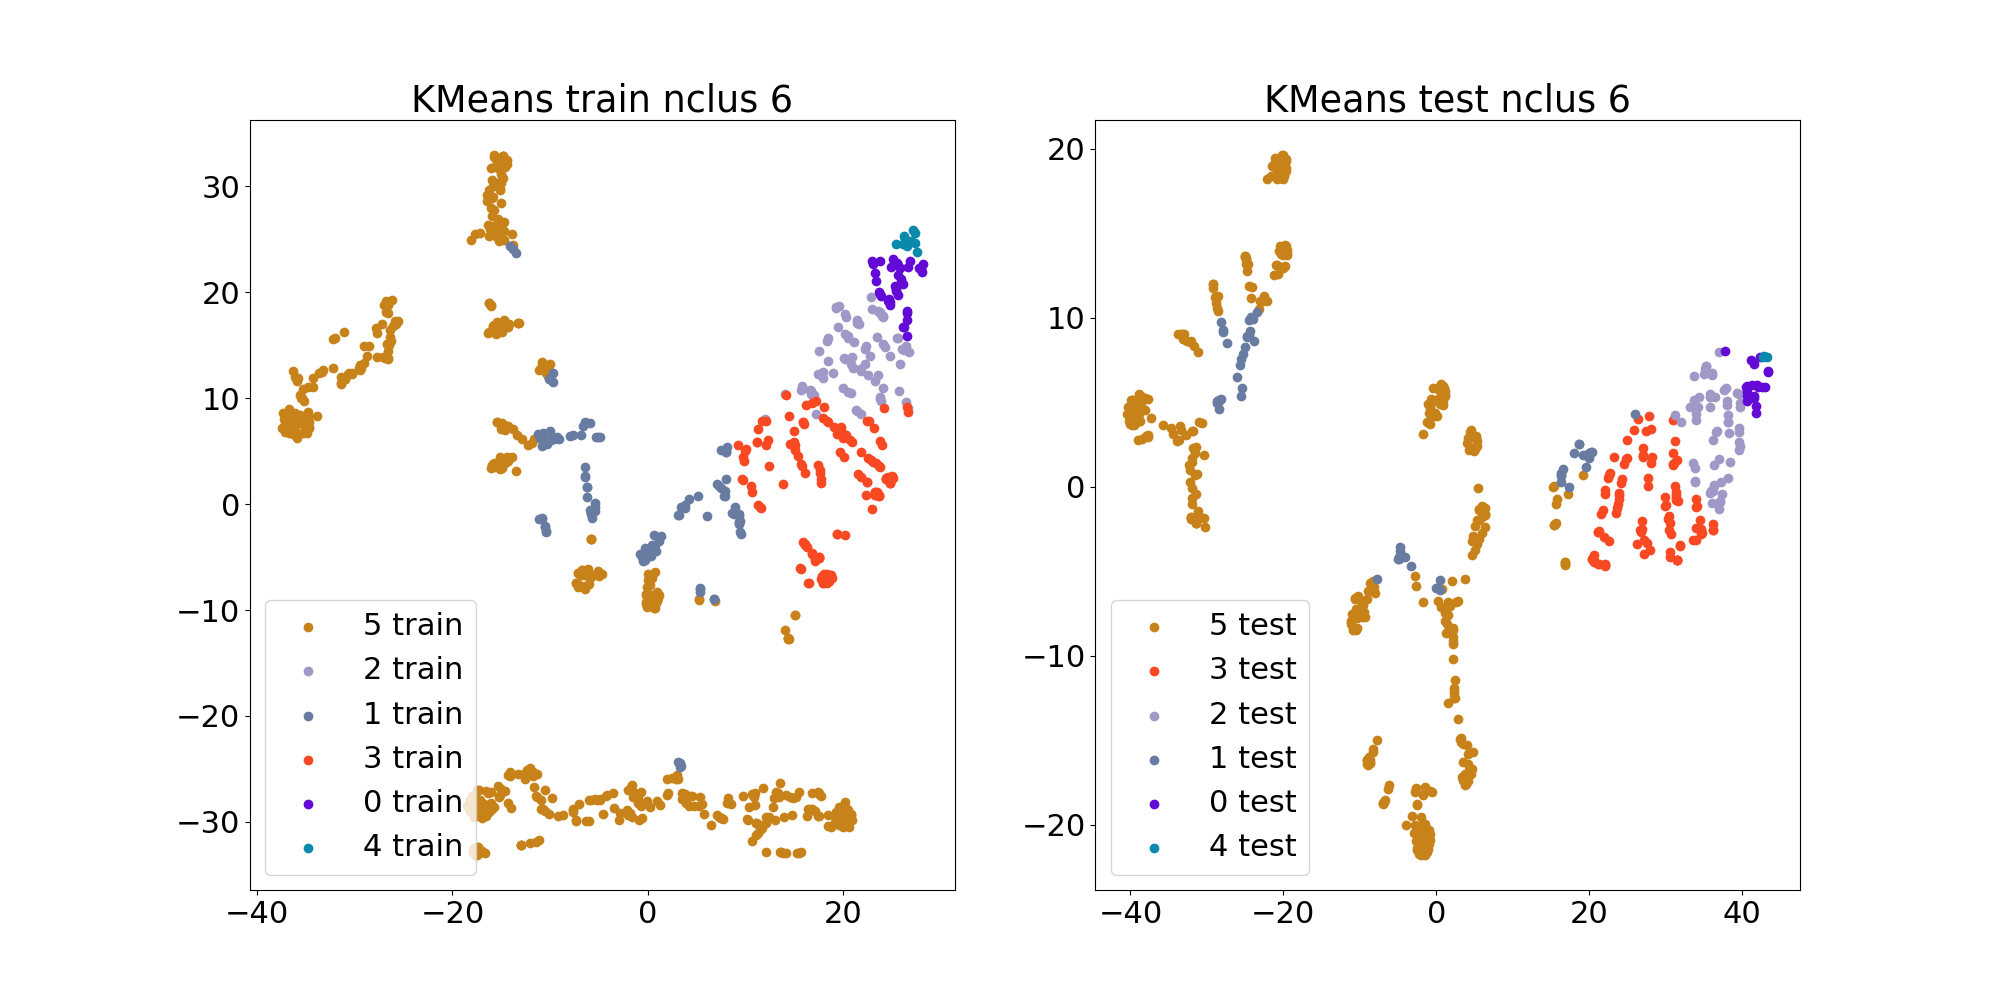 KMeans train nclus 6
30
20
10
0
−10
−20
−30
−40
−20
0
20
5 train
2 train
1 train
3 train
0 train
4 train
KMeans test nclus 6
20
10
0
−10
−20
−40
−20
0
20
40
5 test
3 test
2 test
1 test
0 test
4 test